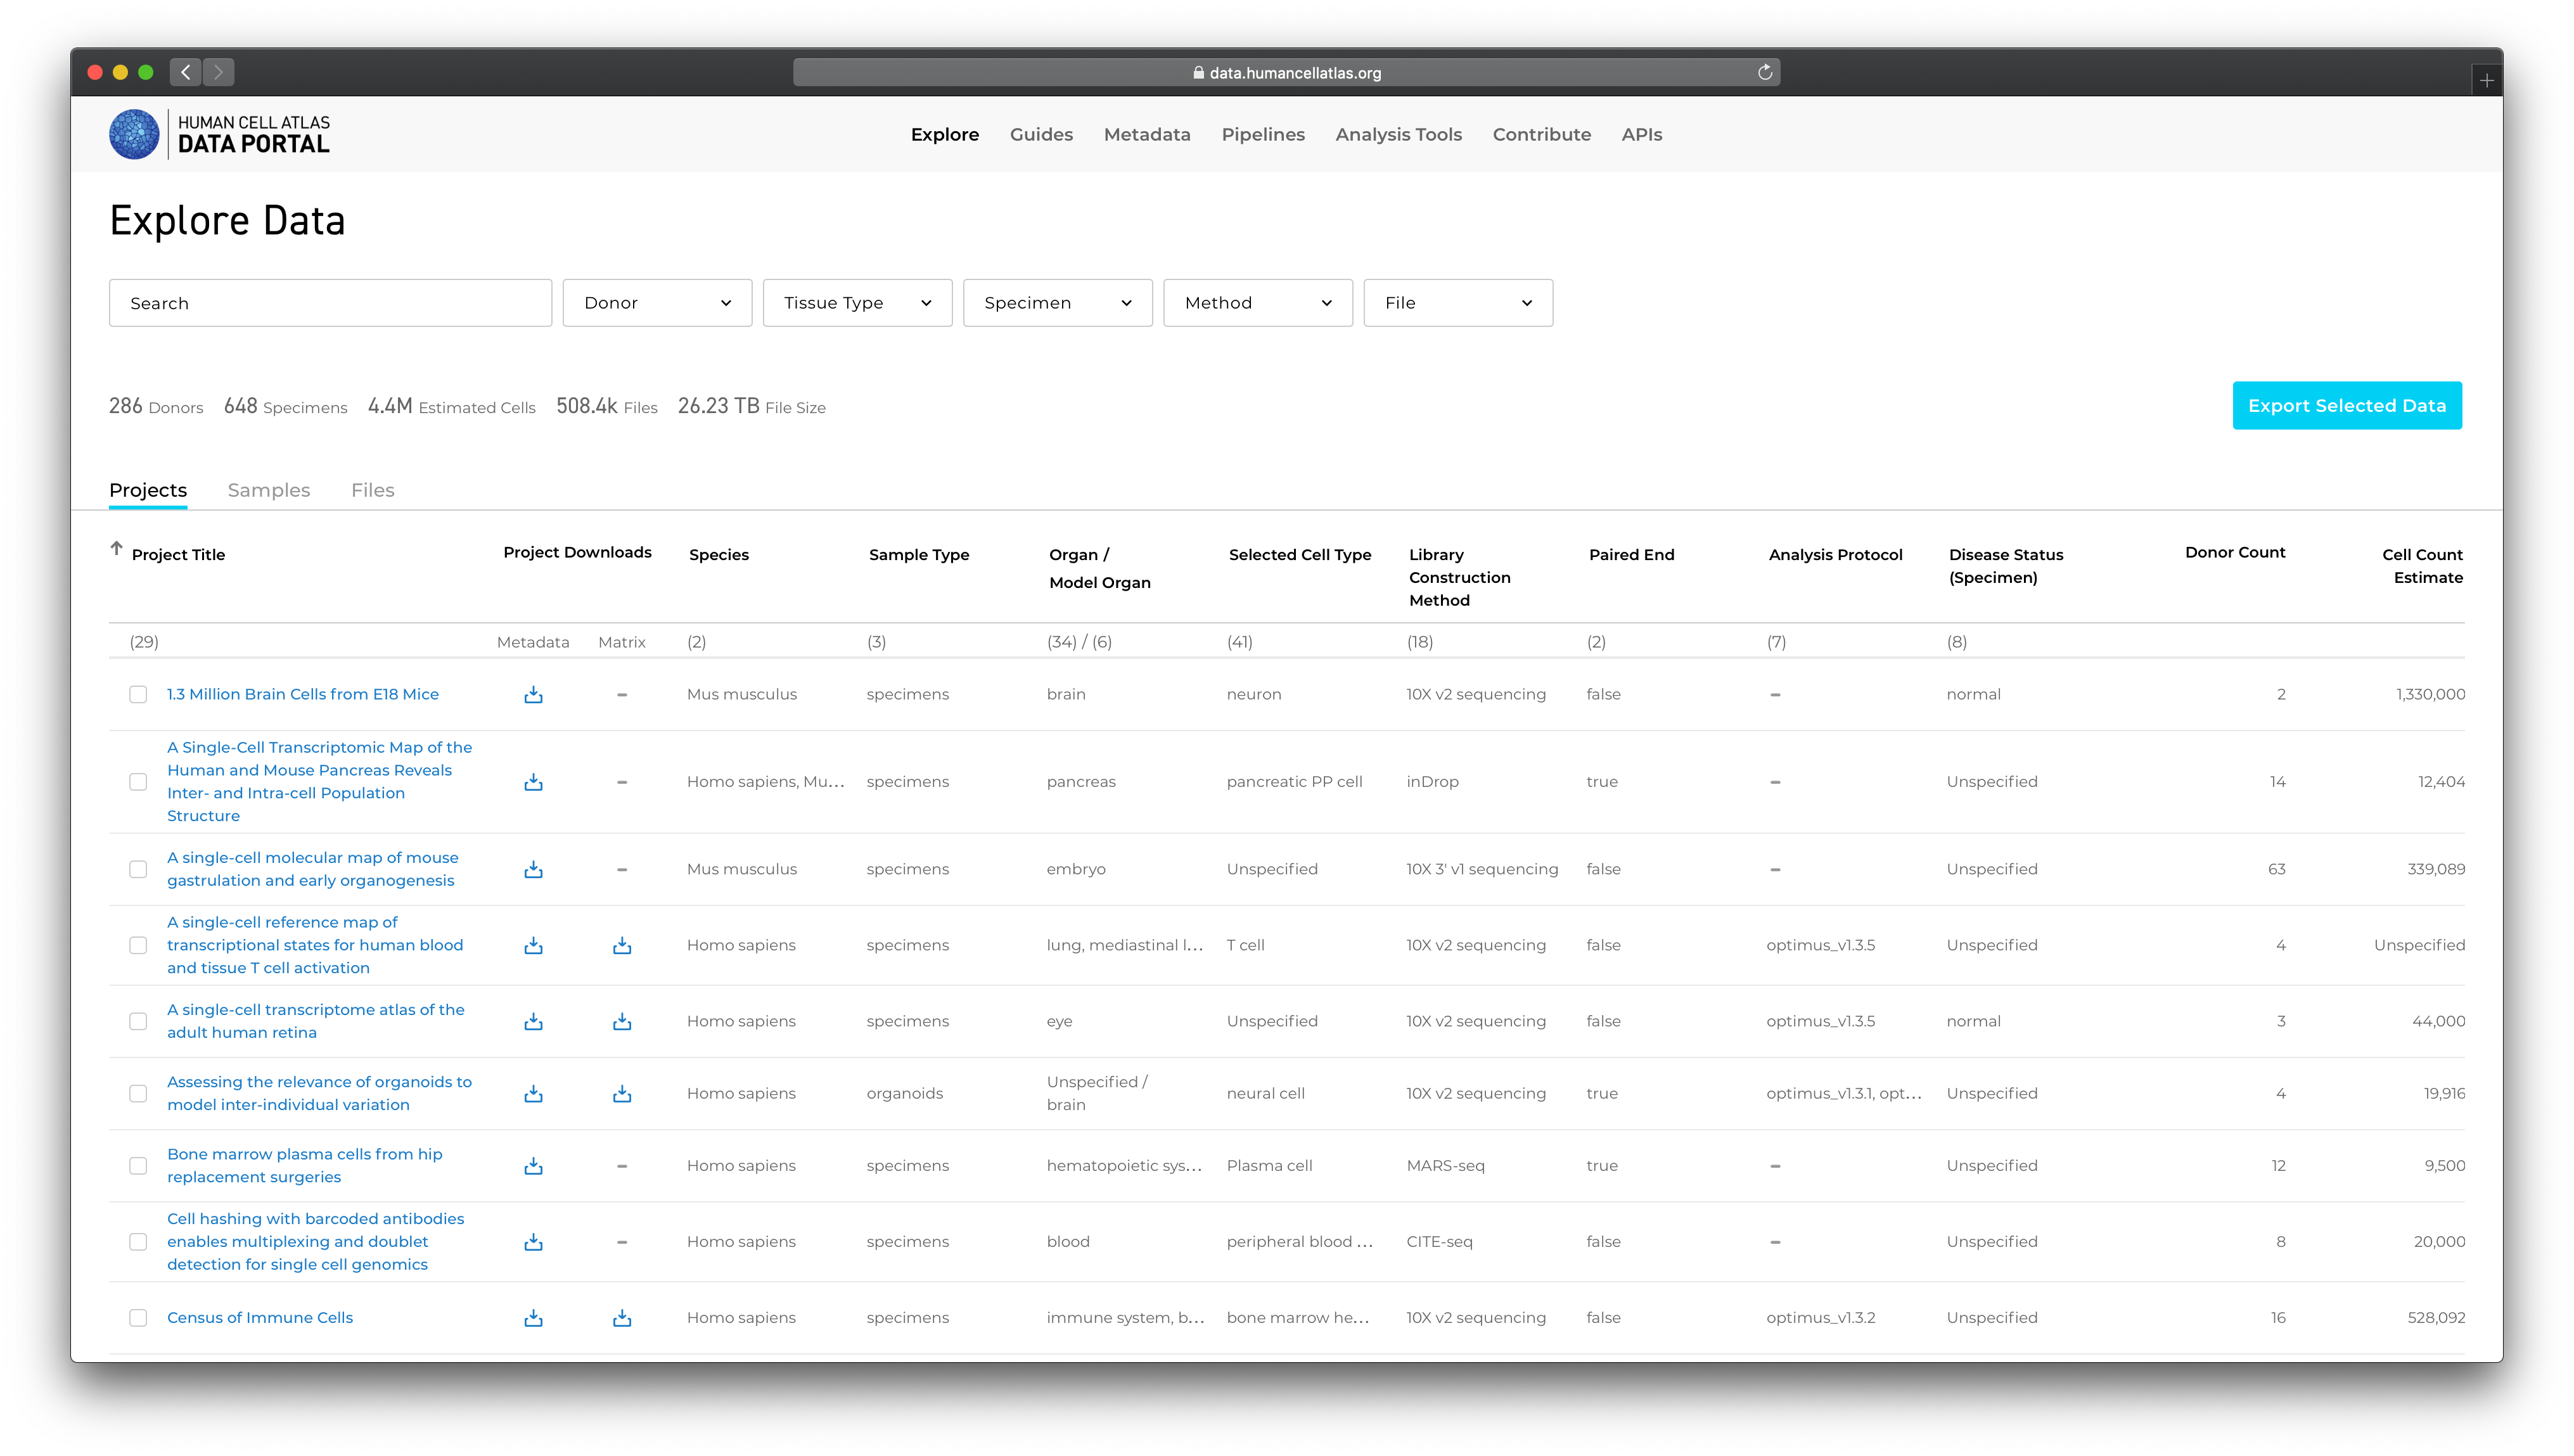 data.humancellatlas.org
HUMAN CELL ATLAS
DATA PORTAL
Explore Guides Metadata Pipelines Analysis Tools Contribute APIs
Explore Data
Search Donor Tissue Type Specimen Method File
286 Donors 648 Specimens 4.4M Estimated Cells 508.4k Files 26.23 TB File Size
Export Selected Data
Projects Samples Files
Project Title Project Downloads Species Sample Type Organ / Selected Cell Type Library Paired End Analysis Protocol Disease Status Donor Count Cell Count
Model Organ Construction (Specimen) Estimate
Method
(29) Metadata Matrix (2) (3) (34) / (6) (41) (18) (2) (7) (8)
1.3 Million Brain Cells from E18 Mice – Mus musculus specimens brain neuron 10X v2 sequencing false – normal 2 1,330,000
A Single-Cell Transcriptomic Map of the
Human and Mouse Pancreas Reveals
Inter- and Intra-cell Population
Structure
– Homo sapiens, Mu... specimens pancreas pancreatic PP cell inDrop true – Unspecified 14 12,404
A single-cell molecular map of mouse
gastrulation and early organogenesis
– Mus musculus specimens embryo Unspecified 10X 3' v1 sequencing false – Unspecified 63 339,089
A single-cell reference map of
transcriptional states for human blood
and tissue T cell activation
Homo sapiens specimens lung, mediastinal l... T cell 10X v2 sequencing false optimus_v1.3.5 Unspecified 4 Unspecified
A single-cell transcriptome atlas of the
adult human retina
Homo sapiens specimens eye Unspecified 10X v2 sequencing false optimus_v1.3.5 normal 3 44,000
Assessing the relevance of organoids to
model inter-individual variation
Homo sapiens organoids Unspecified / neural cell 10X v2 sequencing true optimus_v1.3.1, opt... Unspecified 4 19,916
brain
Bone marrow plasma cells from hip
replacement surgeries
– Homo sapiens specimens hematopoietic sys... Plasma cell MARS-seq true – Unspecified 12 9,500
Cell hashing with barcoded antibodies
enables multiplexing and doublet
detection for single cell genomics
– Homo sapiens specimens blood peripheral blood ... CITE-seq false – Unspecified 8 20,000
Census of Immune Cells Homo sapiens specimens immune system, b... bone marrow he... 10X v2 sequencing false optimus_v1.3.2 Unspecified 16 528,092